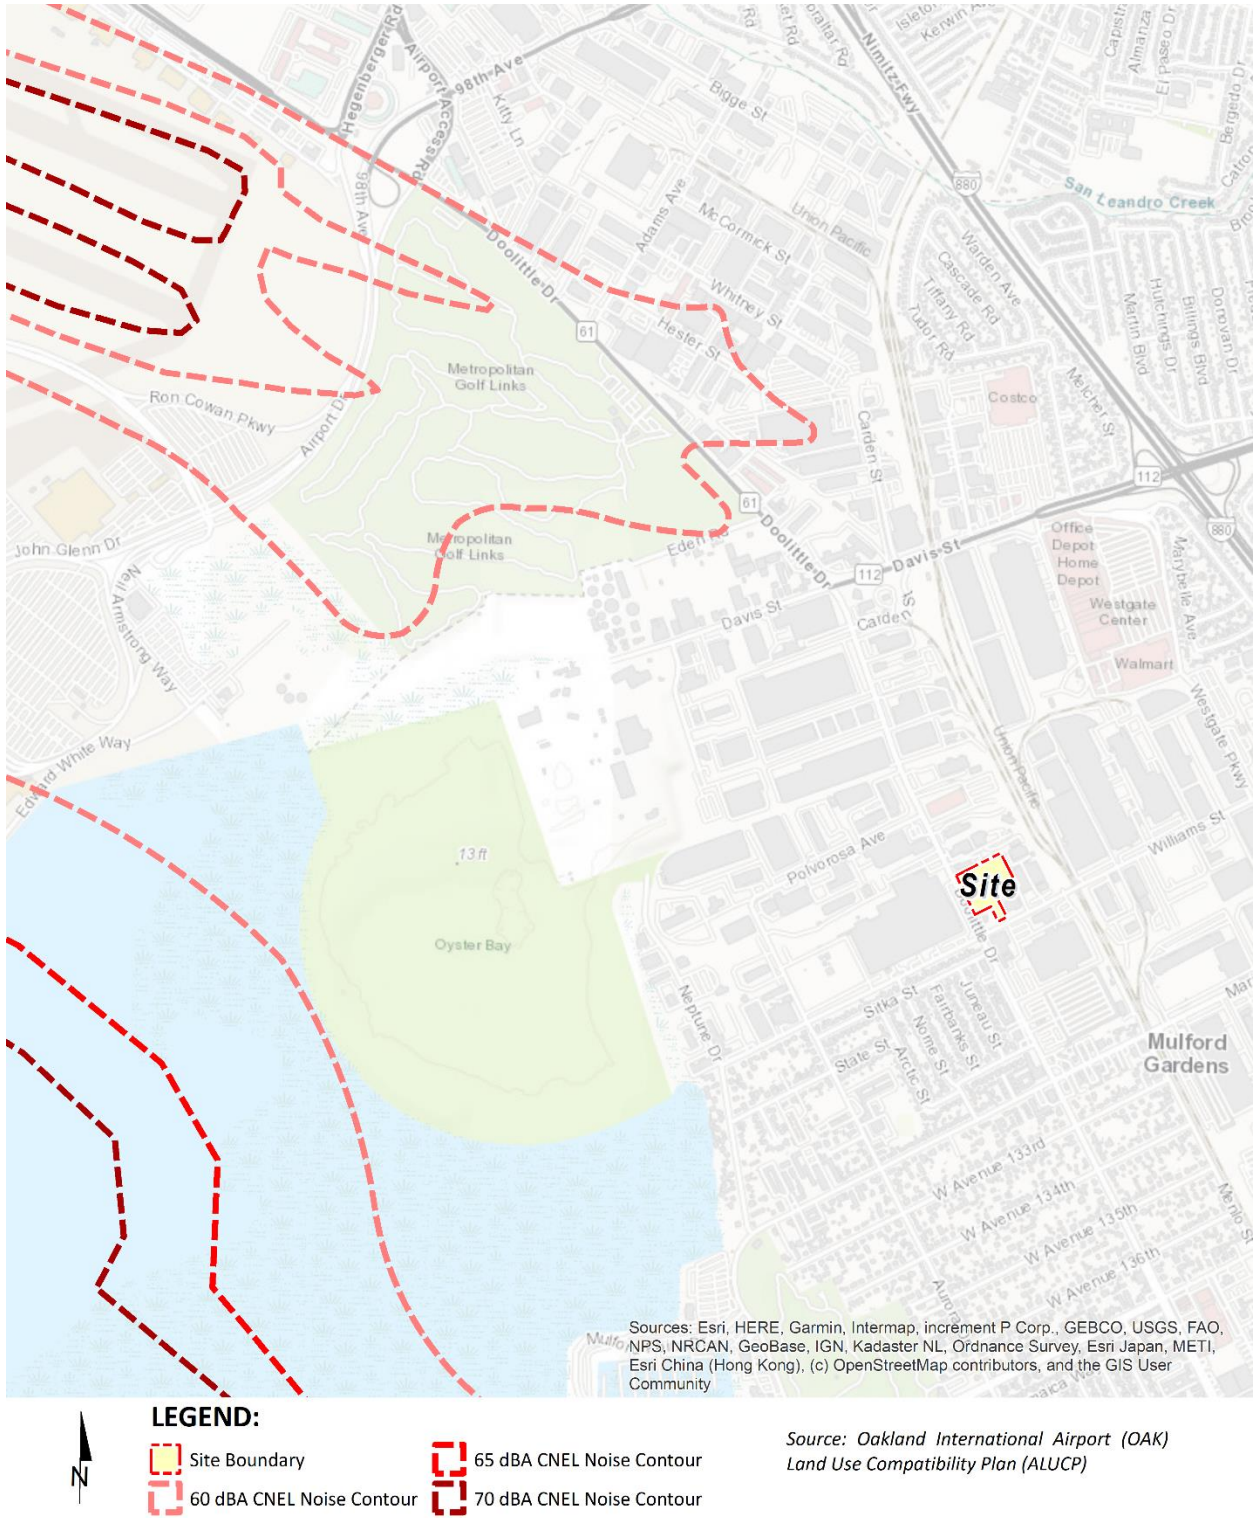 Hegenberger Rd
Airport Access Rd
98th Ave
Kitty Ln
Bigge St
Nimitz Fwy
Kerwin Ave
Capistra
Almanza
El Paseo Dr
Bergedo Dr
880
San Leandro Creek
98th Ave
Adams Ave
McCormick St
Union Pacific
Doolittle Dr
Whitney St
Hester St
61
Warden Ave
Cascade Rd
Tiffany Rd
Tudor Rd
Hutchings Dr
Martin Blvd
Billings Blvd
Donovan Dr
Metropolitan
Golf Links
Ron Cowan Pkwy
Airport Dr
Costco
Melcher St
Carden St
112
61
880
John Glenn Dr
Neil Armstrong Way
Metropolitan
Golf Links
Eden Rd
Doolittle Dr
112
Davis St
Office
Depot
Home
Depot
Westgate
Center
Walmart
Marybelle Ave
Davis St
Carden St
Westgate Pkwy
Edward White Way
Union Pacific
Williams St
13 ft
Polvorosa Ave
Site
Doolittle Dr
Oyster Bay
Neptune Dr
Sitka St
Juneau St
Fairbanks St
Nome St
State St
Arctic St
Mulford
Gardens
W Avenue 133rd
W Avenue 134th
W Avenue 135th
W Avenue 136th
Menlo St
Sources: Esri, HERE, Garmin, Intermap, increment P Corp., GEBCO, USGS, FAO,
NPS, NRCAN, GeoBase, IGN, Kadaster NL, Ordnance Survey, Esri Japan, METI,
Esri China (Hong Kong), (c) OpenStreetMap contributors, and the GIS User
Community
N
LEGEND:
Site Boundary
60 dBA CNEL Noise Contour
65 dBA CNEL Noise Contour
70 dBA CNEL Noise Contour
Source: Oakland International Airport (OAK)
Land Use Compatibility Plan (ALUCP)